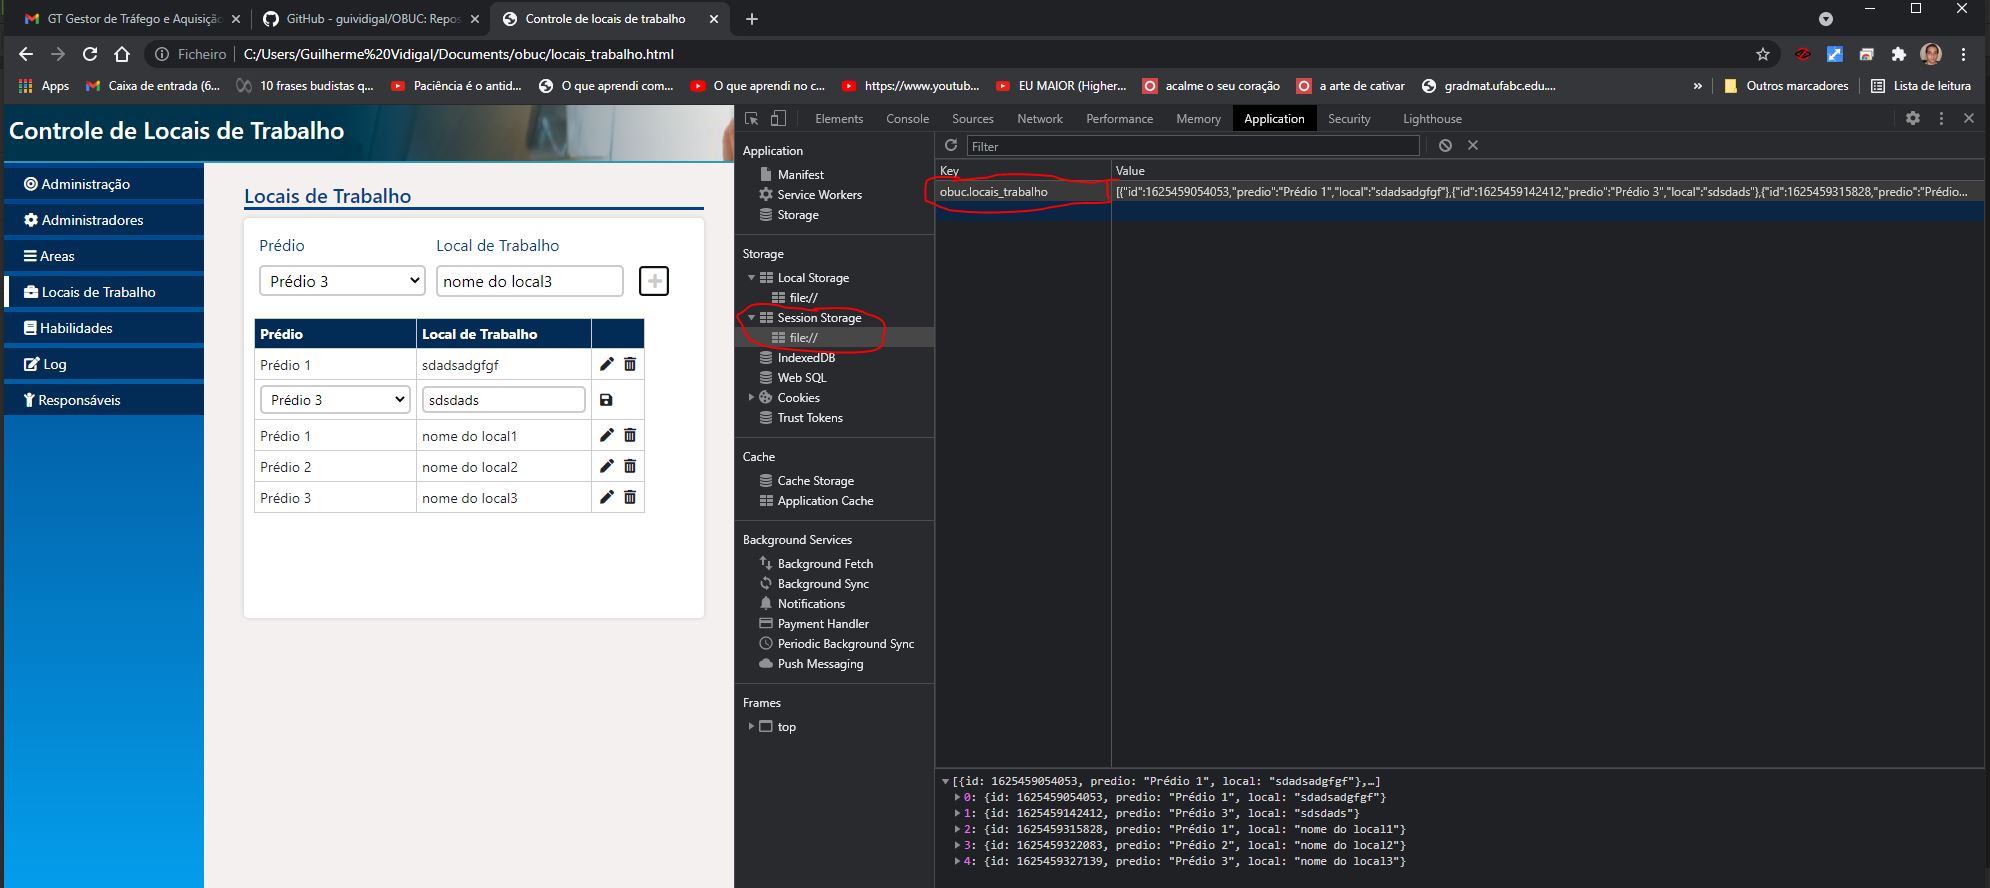 GT Gestor de Tráfego e Aquisição
GitHub - guividigal/OBUC: Repos
Controle de locais de trabalho
Ficheiro
C:/Users/Guilherme%20Vidigal/Documents/obuc/locais_trabalho.html
Apps
Caixa de entrada (6...
10 frases budistas q...
Paciência é o antid...
O que aprendi com...
O que aprendi no c...
https://www.youtub...
EU MAIOR (Higher...
acalme o seu coração
a arte de cativar
gradmat.ufabc.edu....
»
Outros marcadores
Lista de leitura
Controle de Locais de Trabalho
Administração
Administradores
Areas
Locais de Trabalho
Habilidades
Log
Responsáveis
Locais de Trabalho
Prédio Local de Trabalho
Prédio 3 nome do local3
Prédio Local de Trabalho
Prédio 1 sdadsadgfgf
Prédio 3 sdsdads
Prédio 1 nome do local1
Prédio 2 nome do local2
Prédio 3 nome do local3
Elements Console Sources Network Performance Memory Application Security Lighthouse
Application
Manifest
Service Workers
Storage
Storage
Local Storage
file://
Session Storage
file://
IndexedDB
Web SQL
Cookies
Trust Tokens
Cache
Cache Storage
Application Cache
Background Services
Background Fetch
Background Sync
Notifications
Payment Handler
Periodic Background Sync
Push Messaging
Frames
top
Filter
Key Value
obuc.locais_trabalho [{"id":1625459054053,"predio":"Prédio 1","local":"sdadsadgfgf"},{"id":1625459142412,"predio":"Prédio 3","local":"sdsdads"},{"id":1625459315828,"predio":"Prédio...
[{id: 1625459054053, predio: "Prédio 1", local: "sdadsadgfgf"},…]
0: {id: 1625459054053, predio: "Prédio 1", local: "sdadsadgfgf"}
1: {id: 1625459142412, predio: "Prédio 3", local: "sdsdads"}
2: {id: 1625459315828, predio: "Prédio 1", local: "nome do local1"}
3: {id: 1625459322083, predio: "Prédio 2", local: "nome do local2"}
4: {id: 1625459327139, predio: "Prédio 3", local: "nome do local3"}